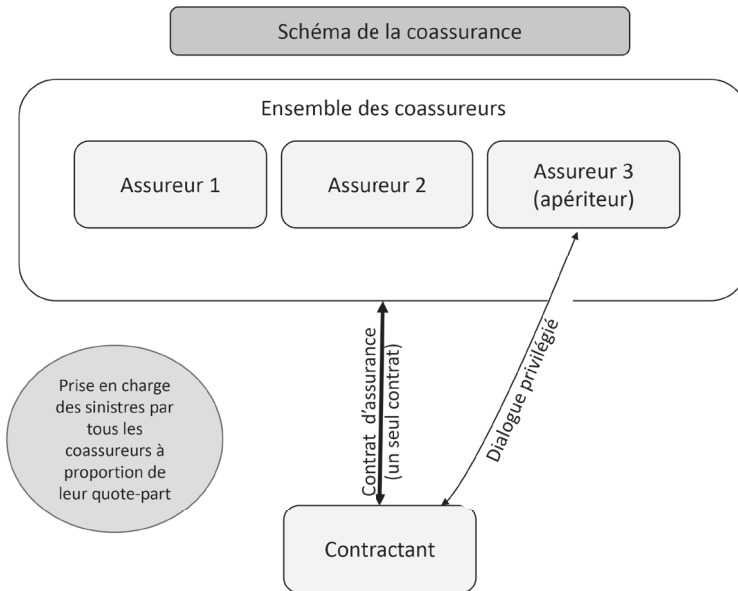 Schéma de la coassurance
Ensemble des coassureurs
Assureur 1
Assureur 2
Assureur 3
(apériteur)
Contrat d'assurance
(un seul contrat)
Dialogue privilégié
Prise en charge
des sinistres par
tous les
coassureurs à
proportion de
leur quote-part
Contractant